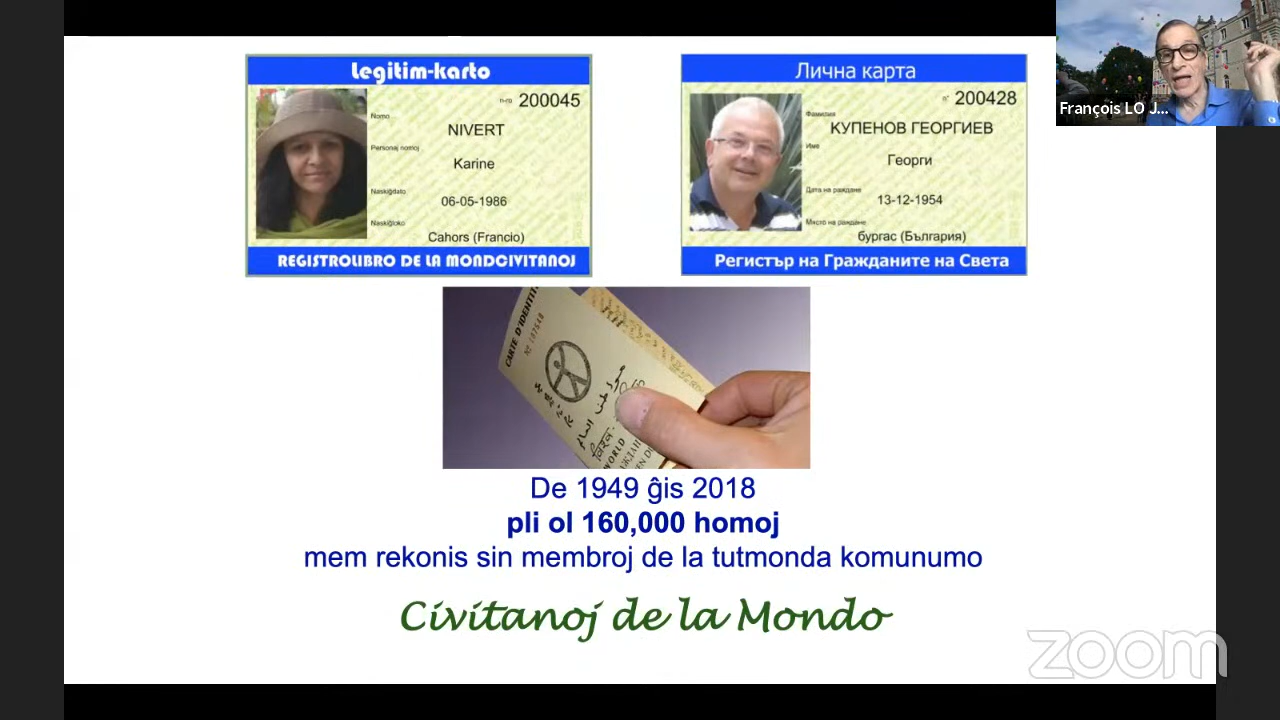 Legitim-karto
n-ro 200045
Nomo
NIVERT
Personaj nomoj
Karine
Naskiĝdato
06-05-1986
Naskiĝloko
Cahors (Francio)
REGISTROLIBRO DE LA MONDCIVITANOJ
Лична карта
n° 200428
Фамилия
КУПЕНОВ ГЕОРГИЕВ
Име
Георги
Дата на раждане
13-12-1954
Място на раждане
бургас (България)
Регистър на Гражданите на Света
François LO J...
CARTE D'IDENTIT
WORLD
De 1949 ĝis 2018
pli ol 160,000 homoj
mem rekonis sin membroj de la tutmonda komunumo
Civitanoj de la Mondo
zoom